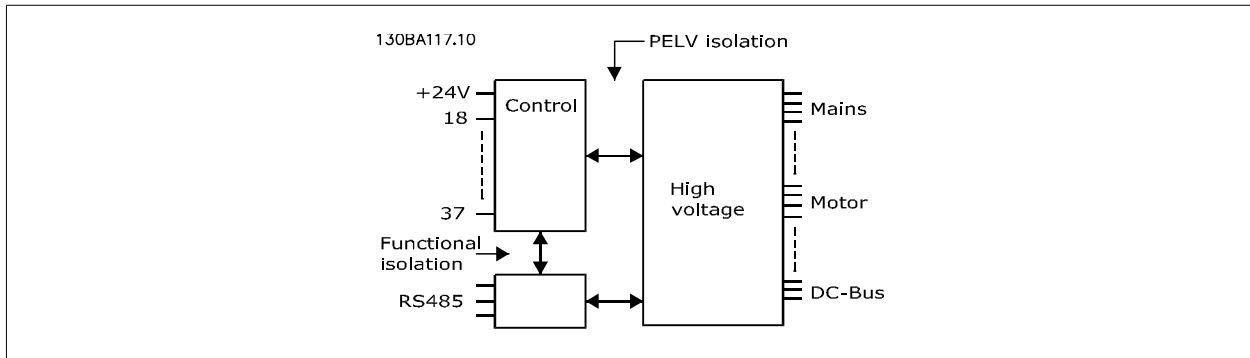 130BA117.10
PELV isolation
+24V
Control
Mains
18
High
voltage
37
Motor
Functional
isolation
RS485
DC-Bus